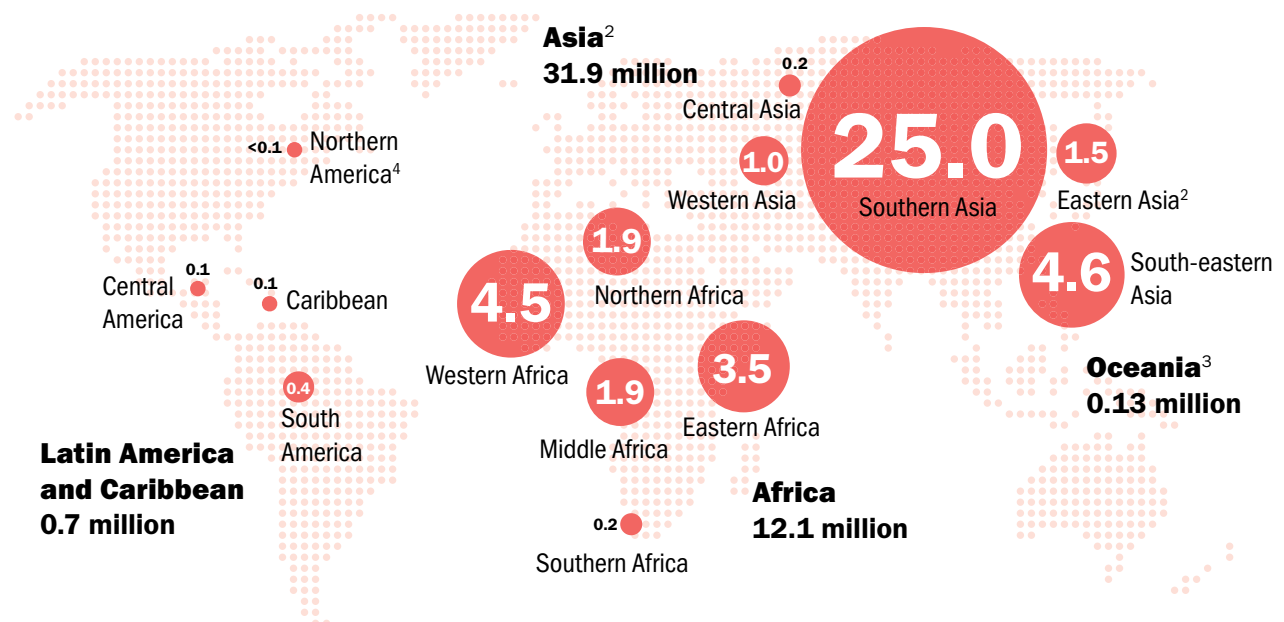 Asia²
31.9 million
0.2
Central Asia
25.0
Southern Asia
1.0
Western Asia
1.5
Eastern Asia²
4.6
South-eastern
Asia
<0.1
Northern
America⁴
0.1
Central
America
0.1
Caribbean
0.4
South
America
Latin America
and Caribbean
0.7 million
1.9
Northern Africa
4.5
Western Africa
1.9
Middle Africa
3.5
Eastern Africa
0.2
Southern Africa
Africa
12.1 million
Oceania³
0.13 million